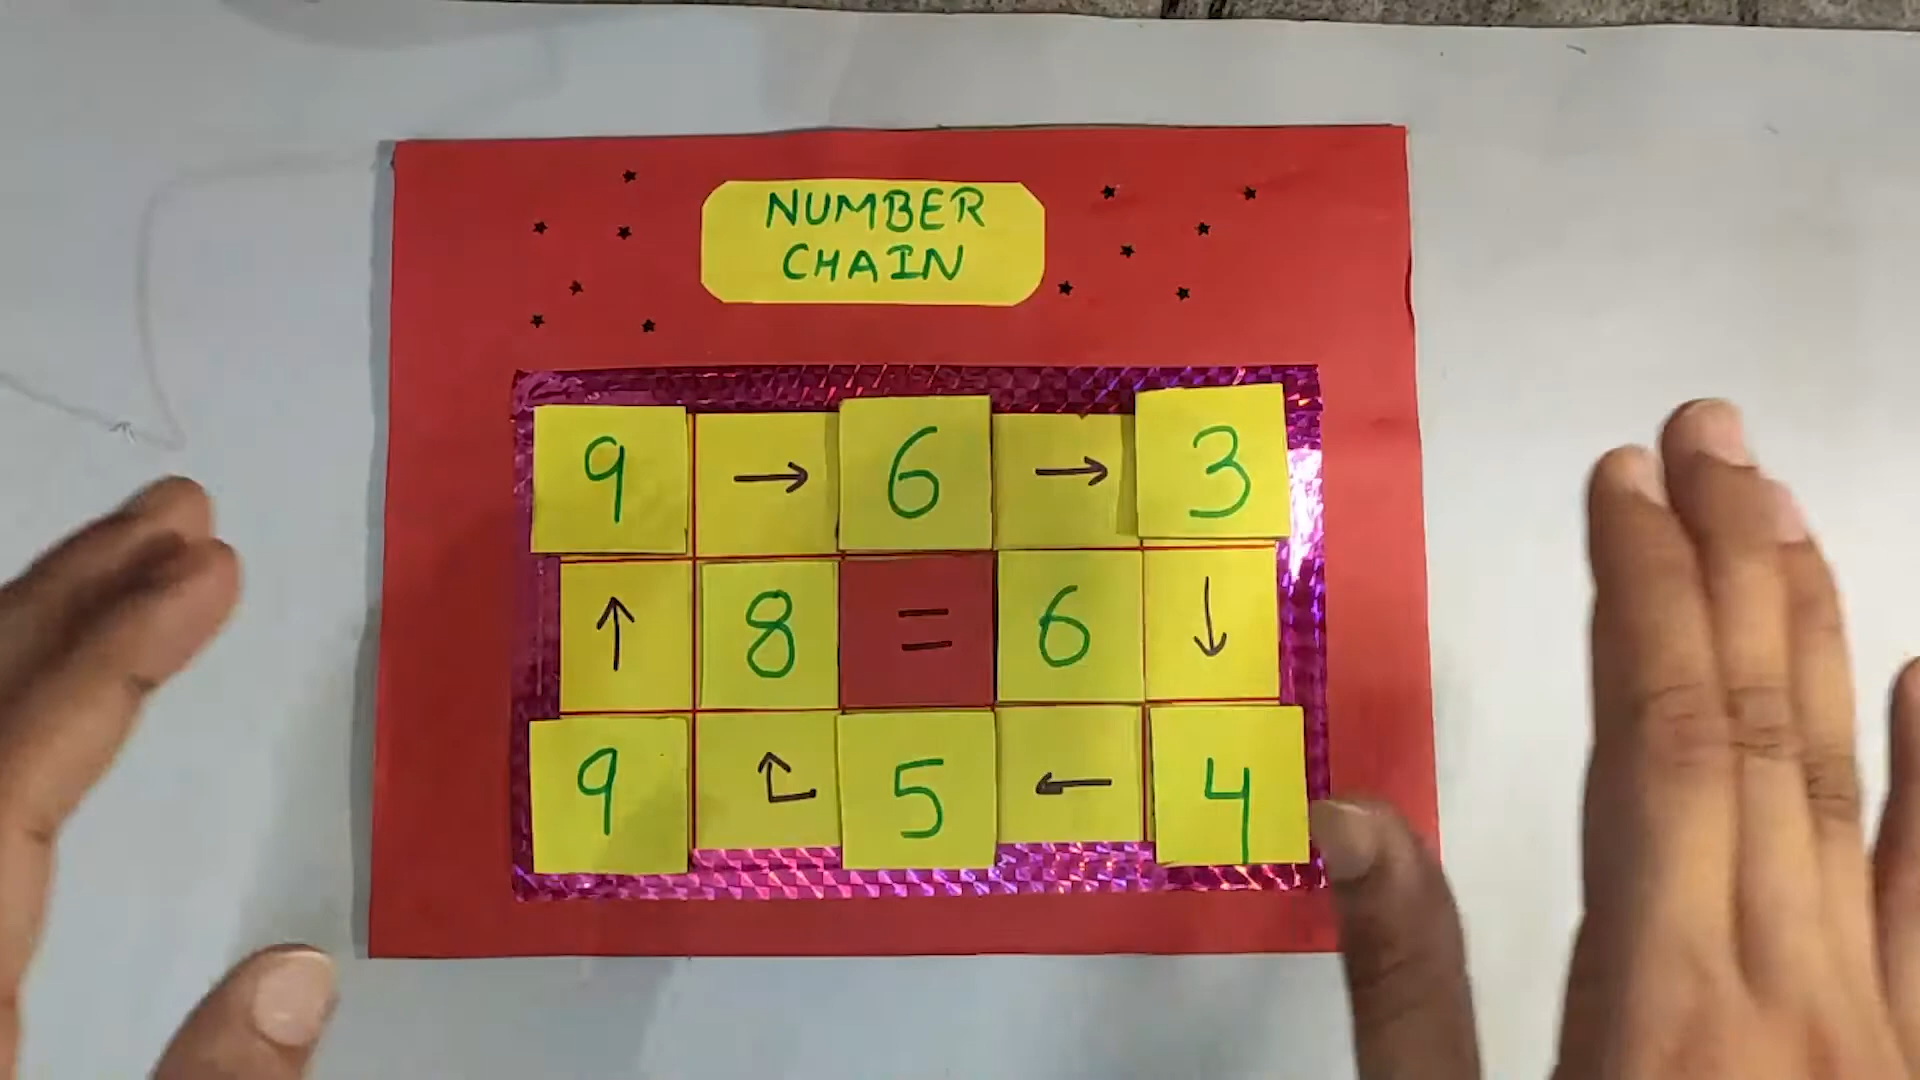 NUMBER
CHAIN
9 → 6 → 3
↑ 8 = 6 ↓
9 ↰ 5 ← 4